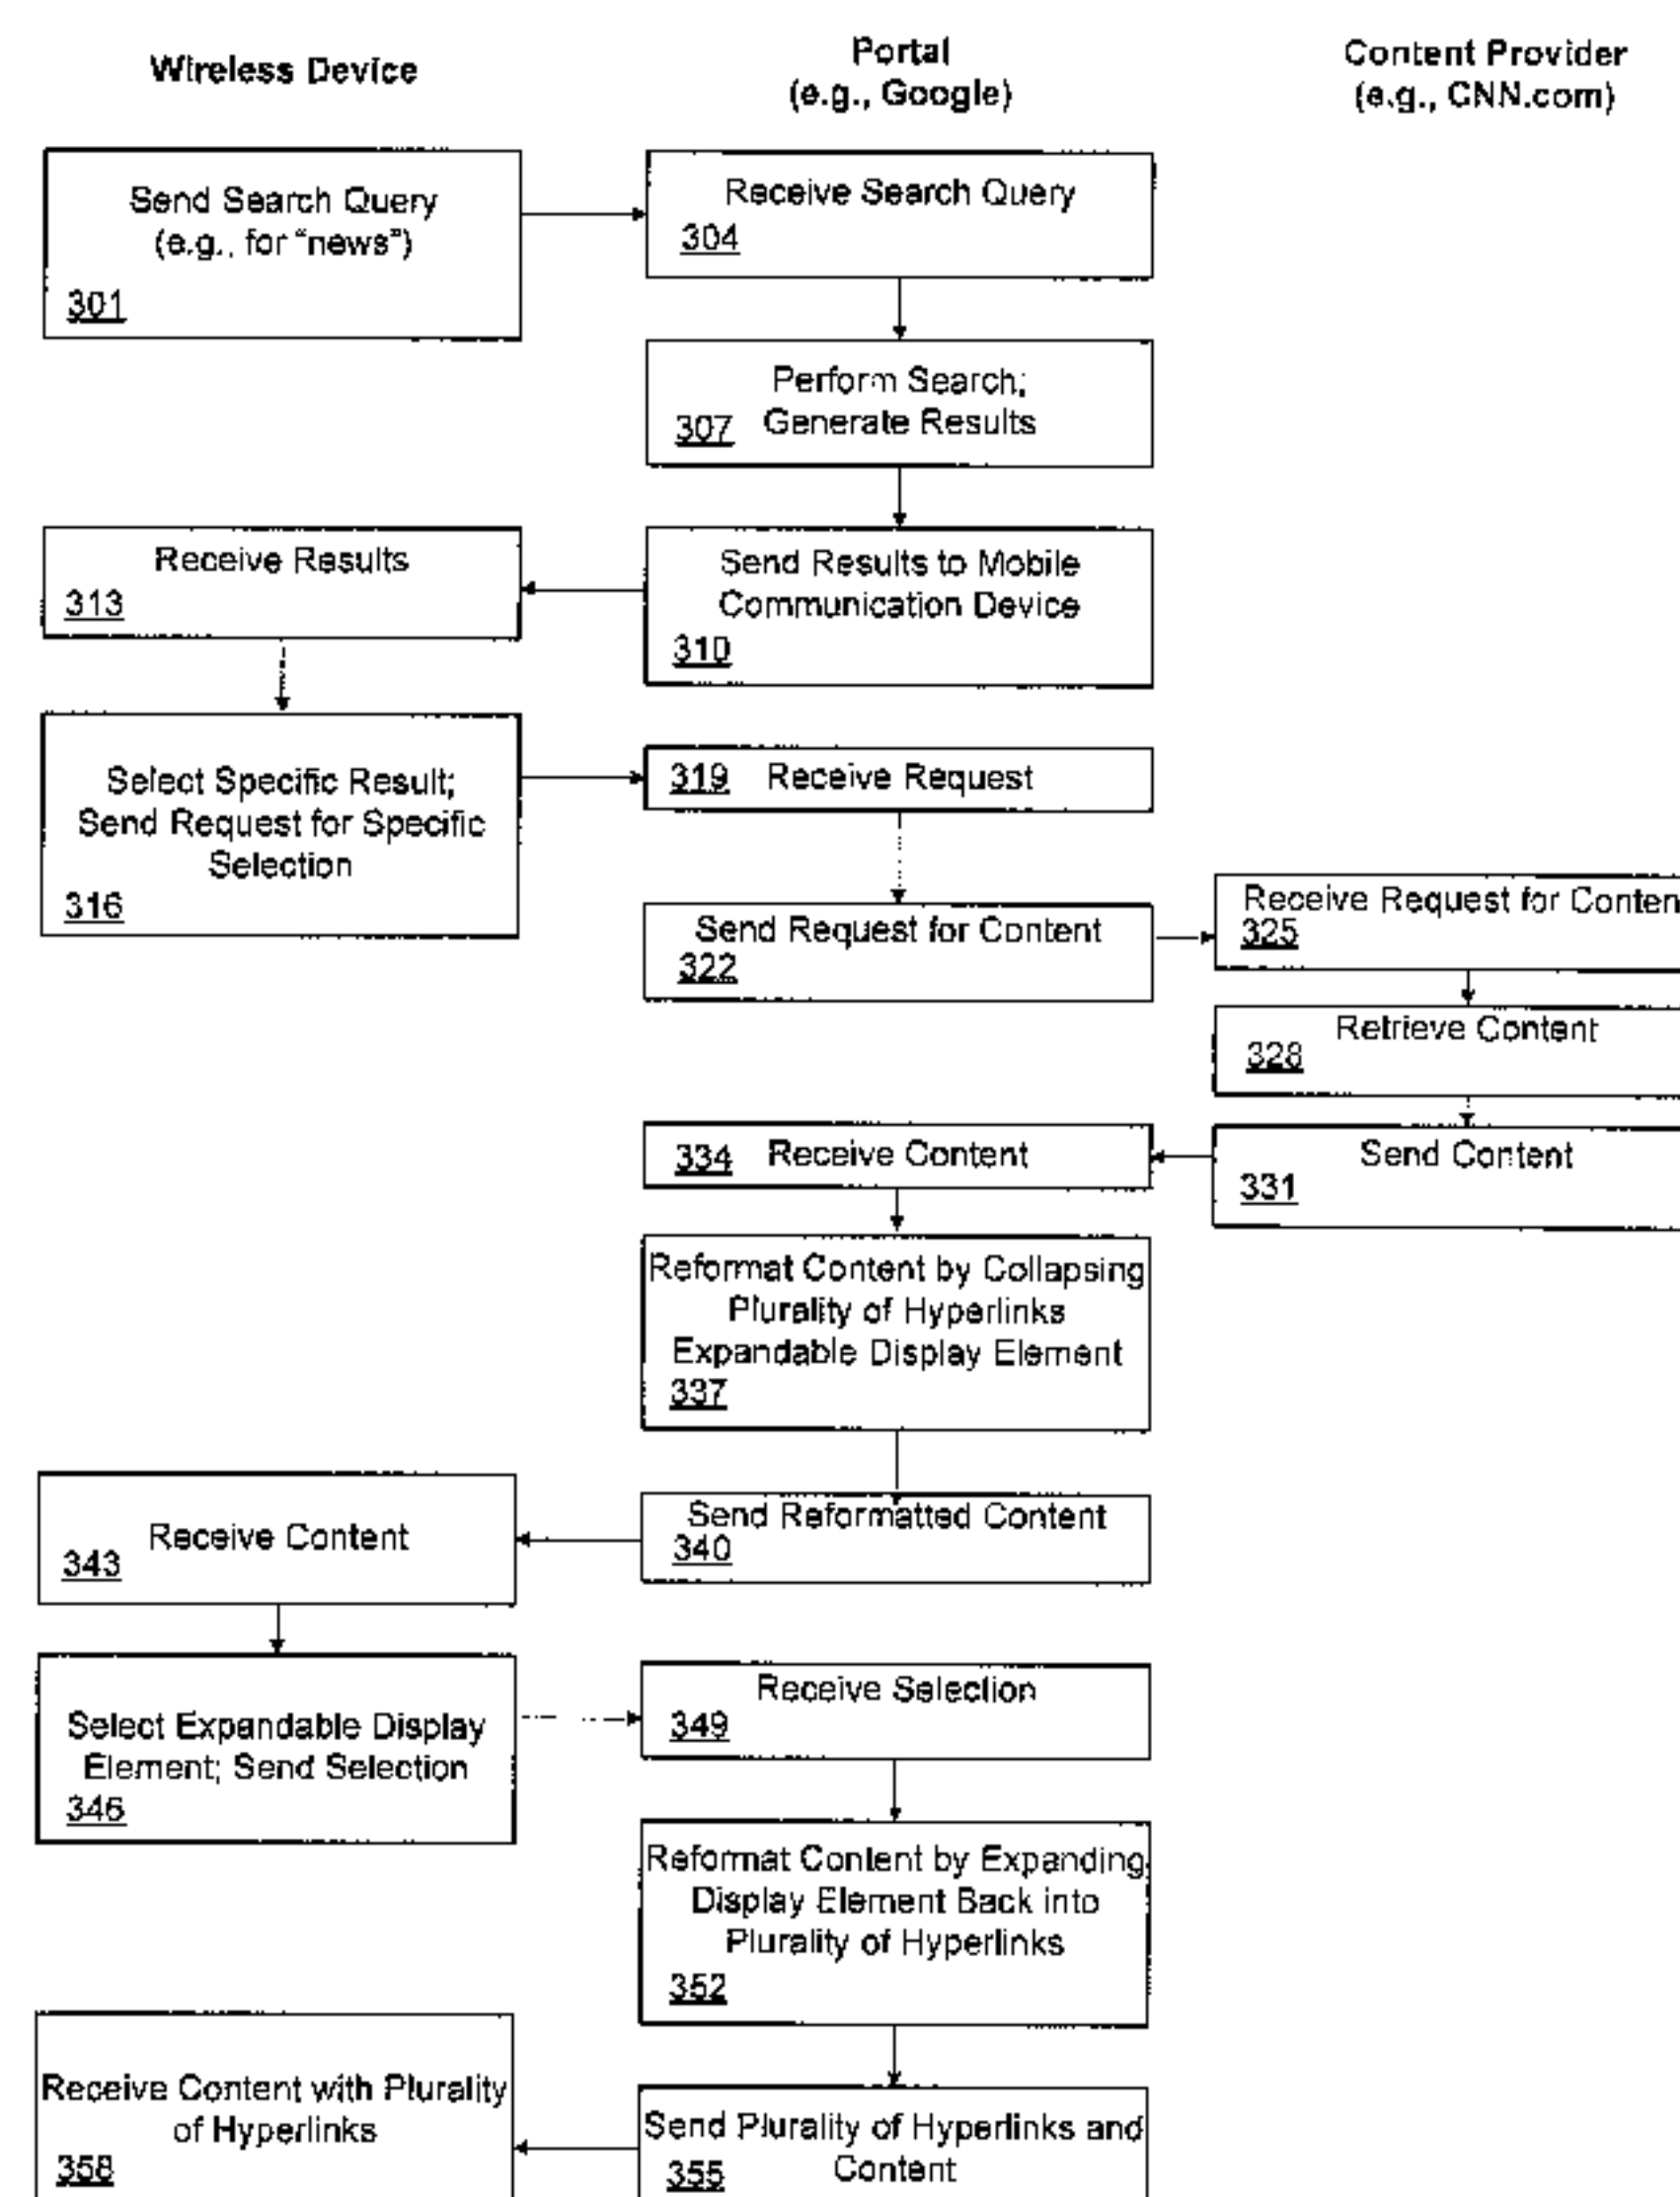 Wireless Device
Portal
(e.g., Google)
Content Provider
(e.g., CNN.com)
Send Search Query
(e.g., for “news”)
301
Receive Search Query
304
Perform Search;
307 Generate Results
Send Results to Mobile
Communication Device
310
Receive Results
313
Select Specific Result;
Send Request for Specific
Selection
316
319 Receive Request
Send Request for Content
322
Receive Request for Conten
325
Retrieve Content
328
Send Content
331
334 Receive Content
Reformat Content by Collapsing
Plurality of Hyperlinks
Expandable Display Element
337
Send Reformatted Content
340
Receive Content
343
Select Expandable Display
Element; Send Selection
346
Receive Selection
349
Reformat Content by Expanding
Display Element Back into
Plurality of Hyperlinks
352
Send Plurality of Hyperlinks and
355 Content
Receive Content with Plurality
of Hyperlinks
358